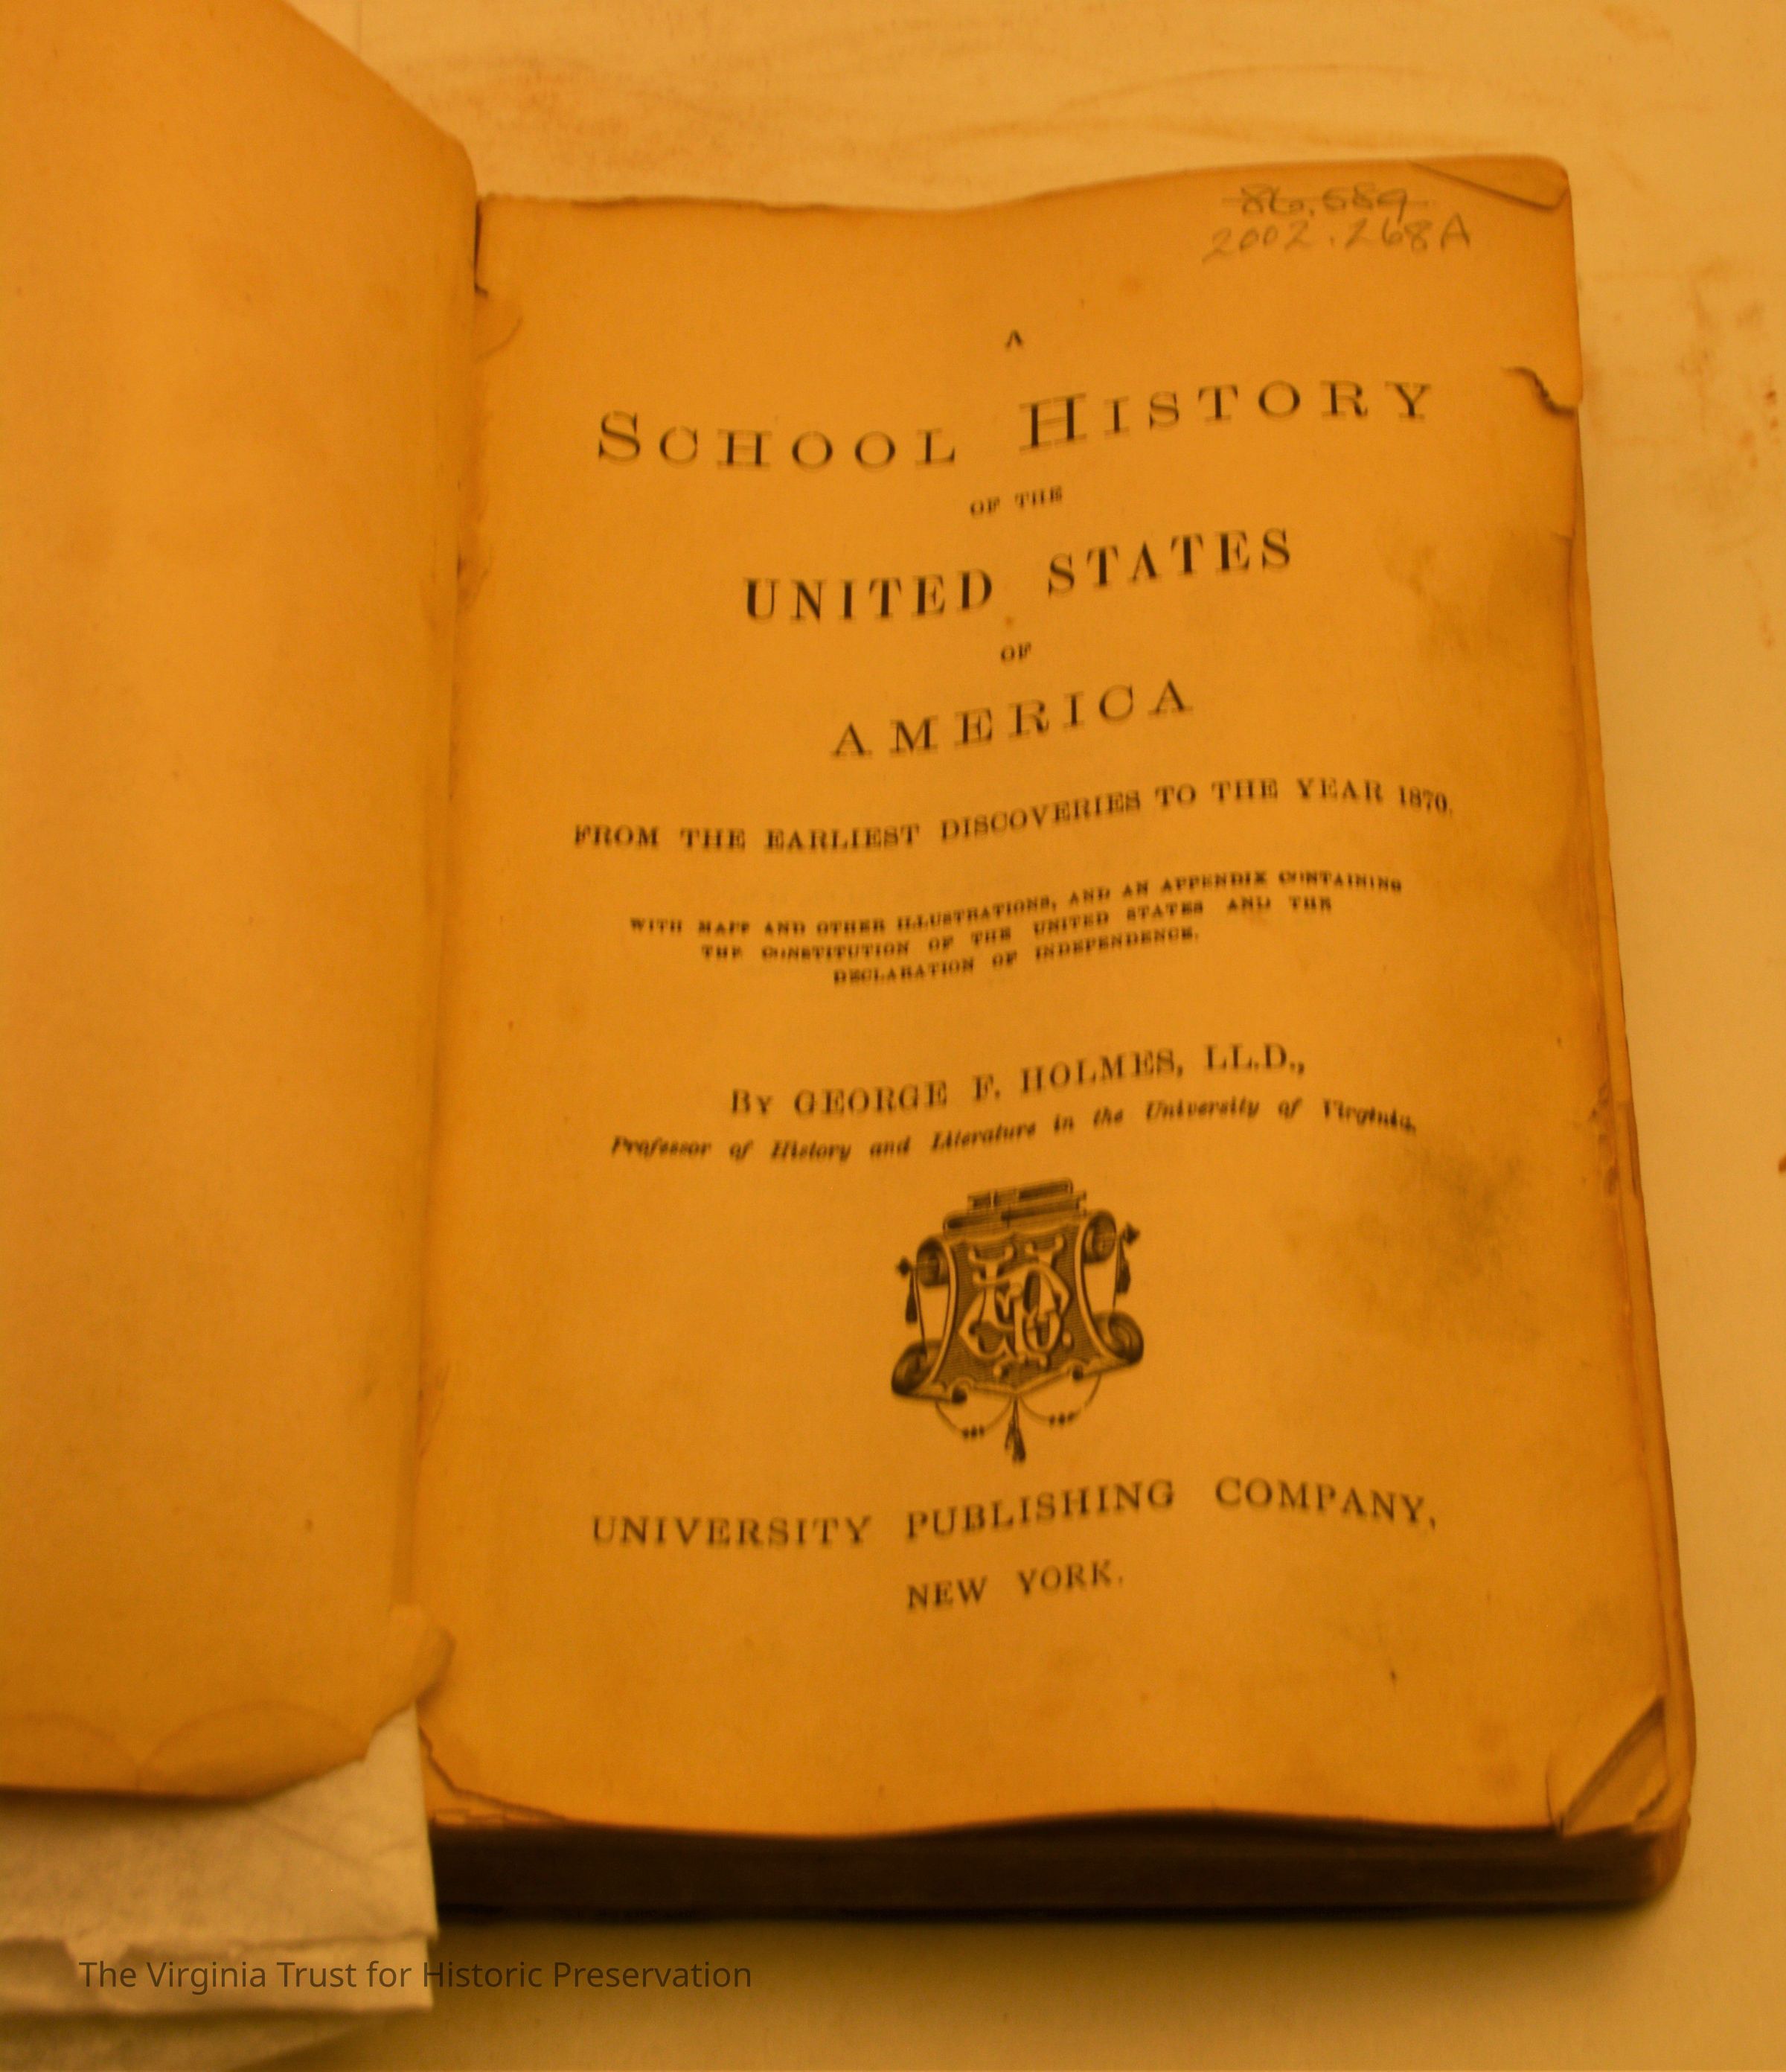 86.589
2002.268A
A
SCHOOL HISTORY
OF THE
UNITED STATES
OF
AMERICA
FROM THE EARLIEST DISCOVERIES TO THE YEAR 1870,
WITH MAPS AND OTHER ILLUSTRATIONS, AND AN APPENDIX CONTAINING
THE CONSTITUTION OF THE UNITED STATES AND THE
DECLARATION OF INDEPENDENCE.
BY GEORGE F. HOLMES, LL.D.,
Professor of History and Literature in the University of Virginia.
UNIVERSITY PUBLISHING COMPANY,
NEW YORK.
The Virginia Trust for Historic Preservation